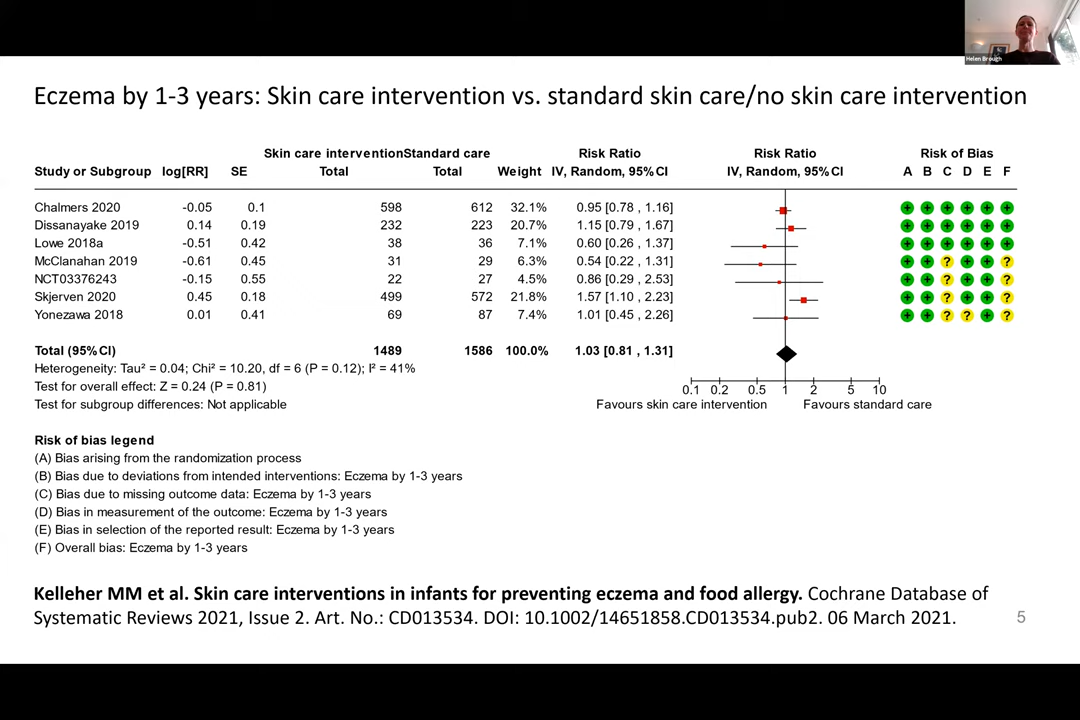 Helen Brough
Eczema by 1-3 years: Skin care intervention vs. standard skin care/no skin care intervention
Skin care intervention Standard care Risk Ratio Risk Ratio Risk of Bias
Study or Subgroup log[RR] SE Total Total Weight IV, Random, 95% CI IV, Random, 95% CI A B C D E F
Chalmers 2020 -0.05 0.1 598 612 32.1% 0.95 [0.78 , 1.16] + + + + + +
Dissanayake 2019 0.14 0.19 232 223 20.7% 1.15 [0.79 , 1.67] + + + + + +
Lowe 2018a -0.51 0.42 38 36 7.1% 0.60 [0.26 , 1.37] + + + + + +
McClanahan 2019 -0.61 0.45 31 29 6.3% 0.54 [0.22 , 1.31] + + ? + + ?
NCT03376243 -0.15 0.55 22 27 4.5% 0.86 [0.29 , 2.53] + + ? + + ?
Skjerven 2020 0.45 0.18 499 572 21.8% 1.57 [1.10 , 2.23] + + ? + + ?
Yonezawa 2018 0.01 0.41 69 87 7.4% 1.01 [0.45 , 2.26] + + ? ? + ?
Total (95% CI) 1489 1586 100.0% 1.03 [0.81 , 1.31]
Heterogeneity: Tau² = 0.04; Chi² = 10.20, df = 6 (P = 0.12); I² = 41%
Test for overall effect: Z = 0.24 (P = 0.81)
0.1 0.2 0.5 1 2 5 10
Test for subgroup differences: Not applicable
Favours skin care intervention Favours standard care
Risk of bias legend
(A) Bias arising from the randomization process
(B) Bias due to deviations from intended interventions: Eczema by 1-3 years
(C) Bias due to missing outcome data: Eczema by 1-3 years
(D) Bias in measurement of the outcome: Eczema by 1-3 years
(E) Bias in selection of the reported result: Eczema by 1-3 years
(F) Overall bias: Eczema by 1-3 years
Kelleher MM et al. Skin care interventions in infants for preventing eczema and food allergy. Cochrane Database of
Systematic Reviews 2021, Issue 2. Art. No.: CD013534. DOI: 10.1002/14651858.CD013534.pub2. 06 March 2021.
5